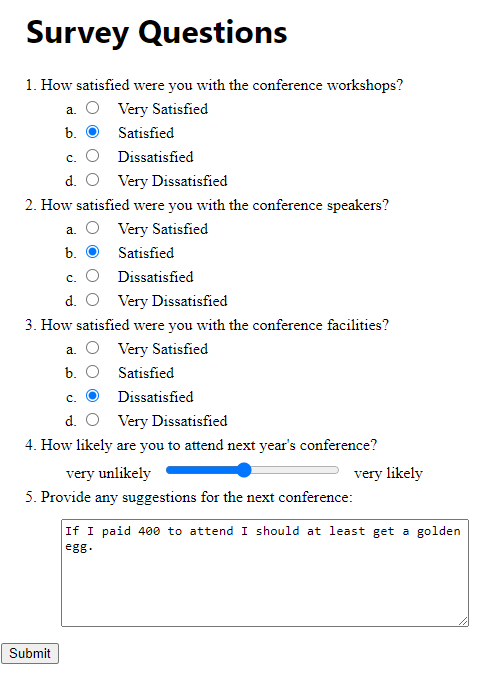 Survey Questions
1. How satisfied were you with the conference workshops?
a. Very Satisfied
b. Satisfied
c. Dissatisfied
d. Very Dissatisfied
2. How satisfied were you with the conference speakers?
a. Very Satisfied
b. Satisfied
c. Dissatisfied
d. Very Dissatisfied
3. How satisfied were you with the conference facilities?
a. Very Satisfied
b. Satisfied
c. Dissatisfied
d. Very Dissatisfied
4. How likely are you to attend next year's conference?
very unlikely very likely
5. Provide any suggestions for the next conference:
If I paid 400 to attend I should at least get a golden
egg.
Submit